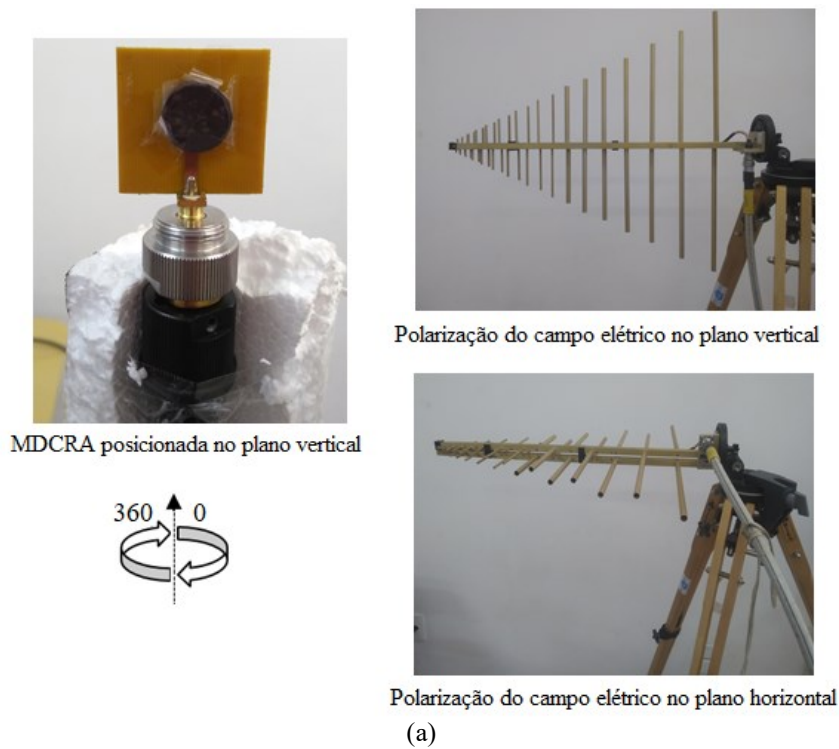 Polarização do campo elétrico no plano vertical
MDCRA posicionada no plano vertical
360 0
Polarização do campo elétrico no plano horizontal
(a)